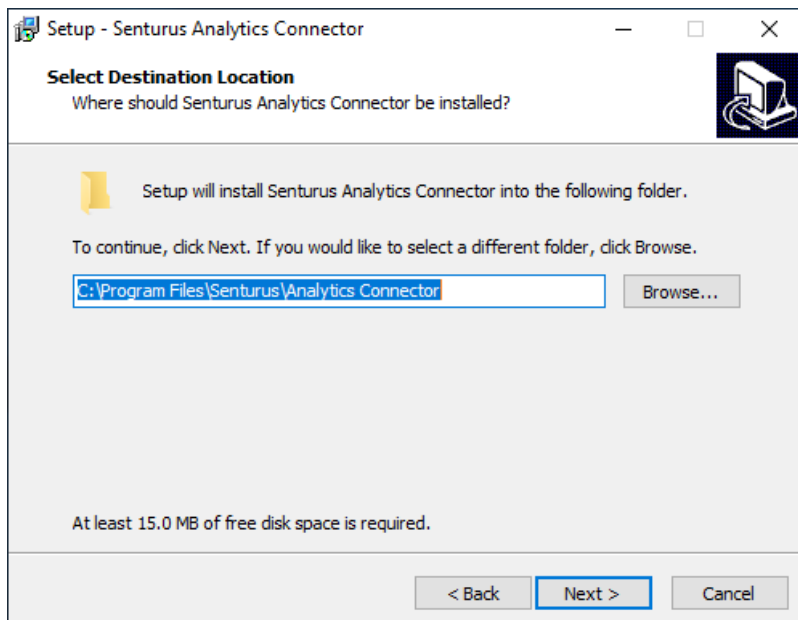 Setup - Senturus Analytics Connector
Select Destination Location
Where should Senturus Analytics Connector be installed?
Setup will install Senturus Analytics Connector into the following folder.
To continue, click Next. If you would like to select a different folder, click Browse.
C:\Program Files\Senturus\Analytics Connector
Browse...
At least 15.0 MB of free disk space is required.
< Back
Next >
Cancel